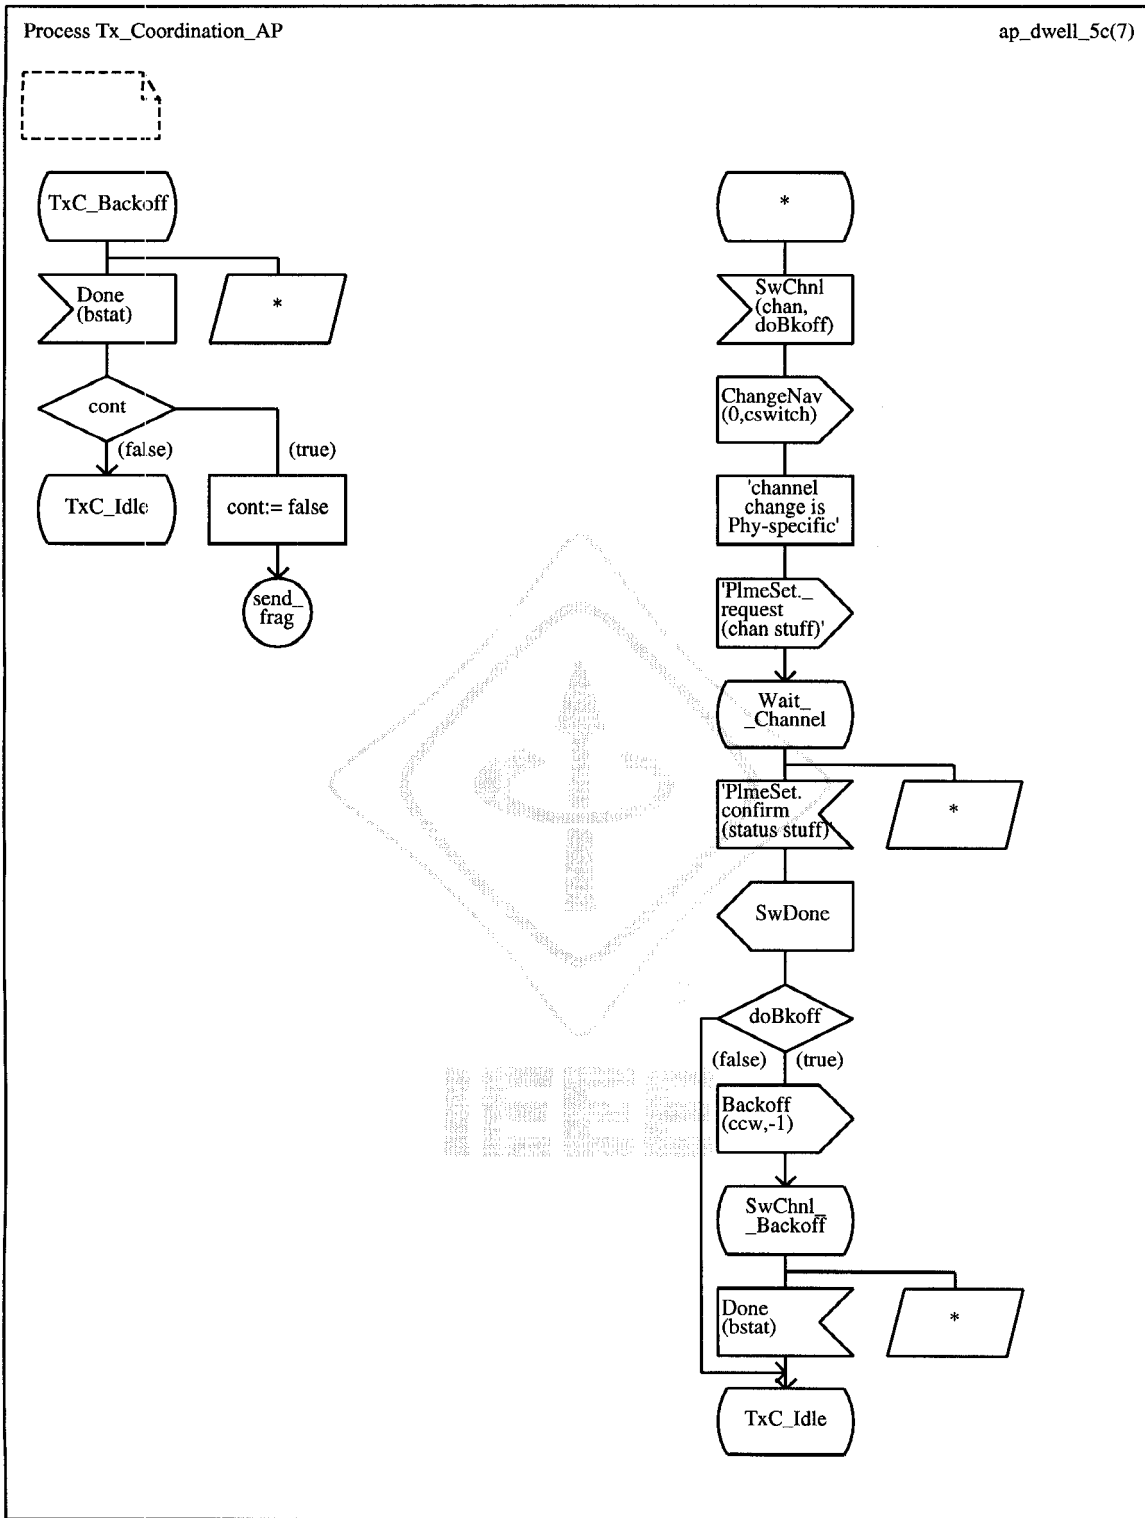 Process Tx_Coordination_AP
ap_dwell_5c(7)
TxC_Backoff
Done
(bstat)
*
cont
(false)
(true)
TxC_Idle
cont:= false
send_
frag
*
SwChnl
(chan,
doBkoff)
ChangeNav
(0,cswitch)
'channel
change is
Phy-specific'
'PlmeSet._
request
(chan stuff)'
Wait_
_Channel
'PlmeSet.
confirm
(status stuff)'
*
SwDone
doBkoff
(false)
(true)
Backoff
(ccw,-1)
SwChnl_
_Backoff
Done
(bstat)
*
TxC_Idle
IEEE